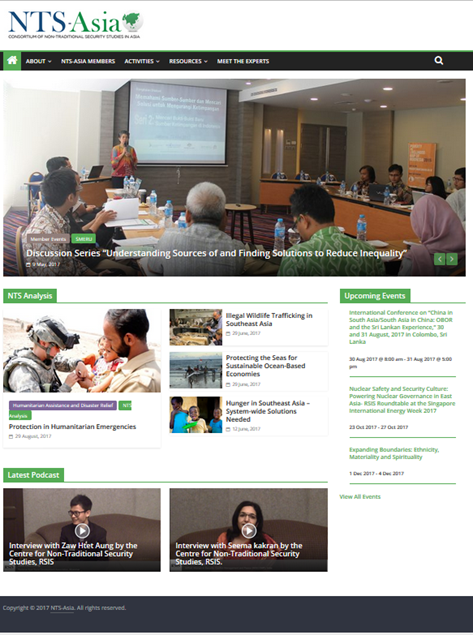 NTS-Asia
CONSORTIUM OF NON-TRADITIONAL SECURITY STUDIES IN ASIA
ABOUT
NTS-ASIA MEMBERS
ACTIVITIES
RESOURCES
MEET THE EXPERTS
Member Events
SMERU
Discussion Series "Understanding Sources of and Finding Solutions to Reduce Inequality"
9 May, 2017
NTS Analysis
Humanitarian Assistance and Disaster Relief
NTS
Analysis
Protection in Humanitarian Emergencies
29 August, 2017
Illegal Wildlife Trafficking in
Southeast Asia
Protecting the Seas for
Sustainable Ocean-Based
Economies
Hunger in Southeast Asia –
System-wide Solutions
Needed
12 June, 2017
Upcoming Events
International Conference on "China in
South Asia/South Asia in China: OBOR
and the Sri Lankan Experience," 30
and 31 August, 2017 in Colombo, Sri
Lanka
30 Aug 2017 @ 8:00 am - 31 Aug 2017 @ 5:00
pm
Nuclear Safety and Security Culture:
Powering Nuclear Governance in East
Asia- RSIS Roundtable at the Singapore
International Energy Week 2017
23 Oct 2017 - 27 Oct 2017
Expanding Boundaries: Ethnicity,
Materiality and Spirituality
1 Dec 2017 - 4 Dec 2017
View All Events
Latest Podcast
Interview with Zaw Htet Aung by the
Centre for Non-Traditional Security
Studies, RSIS
Interview with Seema kakran by the
Centre for Non-Traditional Security
Studies, RSIS.
Copyright © 2017 NTS-Asia. All rights reserved.